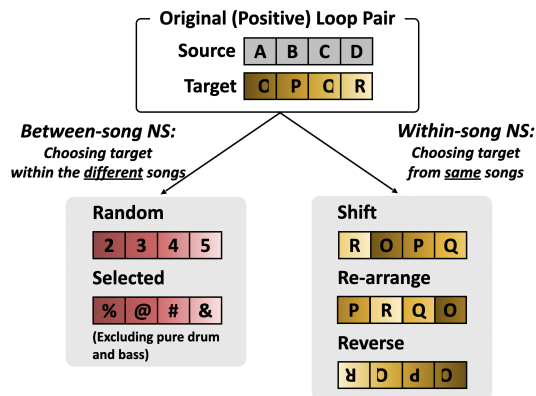 Original (Positive) Loop Pair
Source A B C D
Target O P Q R
Between-song NS:
Choosing target
within the different songs
Within-song NS:
Choosing target
from same songs
Random
2 3 4 5
Selected
% @ # &
(Excluding pure drum
and bass)
Shift
R O P Q
Re-arrange
P R Q O
Reverse
R Q P O